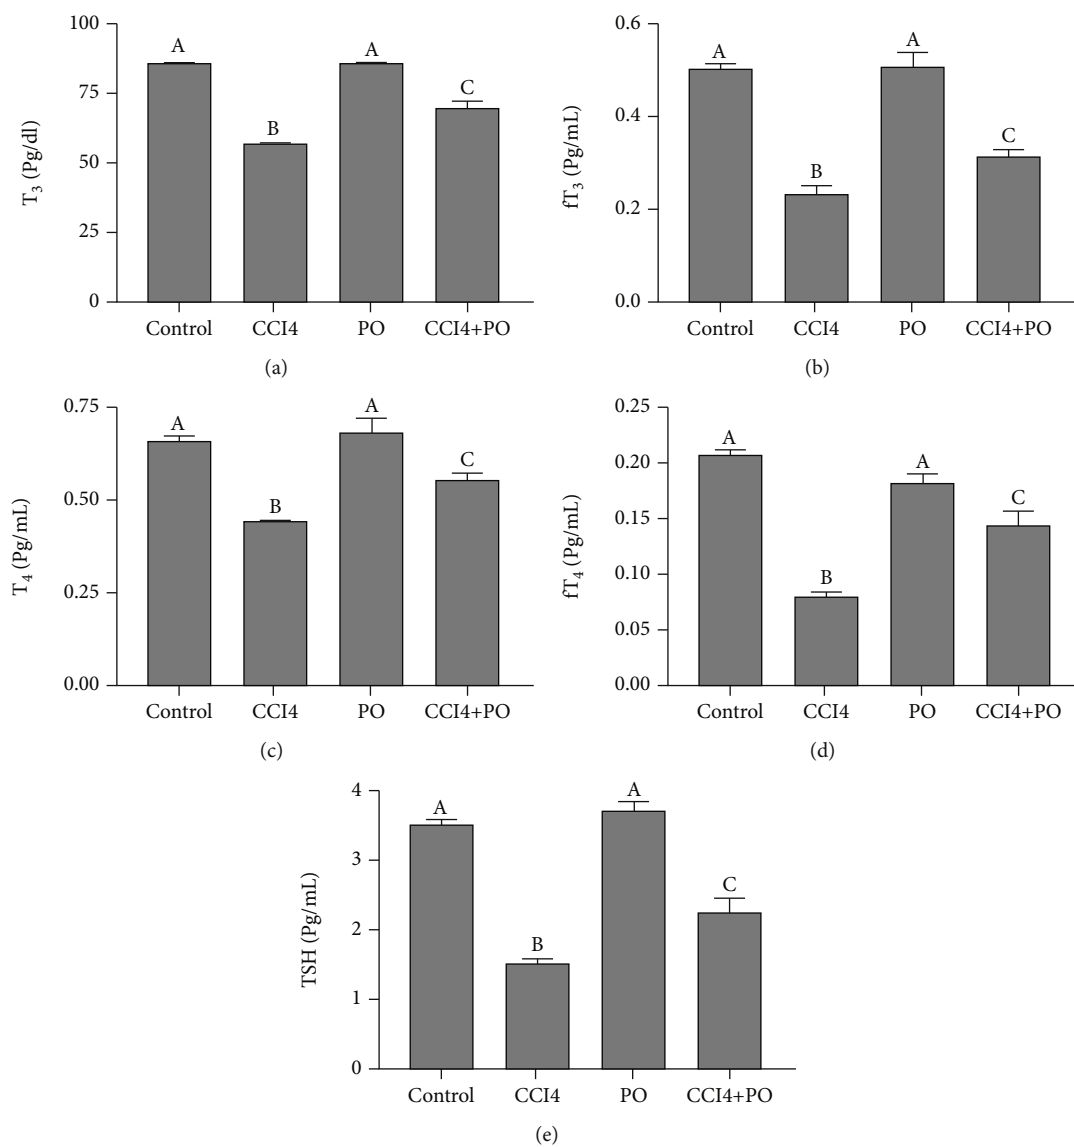 100
75
50
25
0
T3 (Pg/dl)
A
B
A
C
Control CCI4 PO CCI4+PO
(a)
0.6
0.4
0.2
0.0
fT3 (Pg/mL)
A
B
A
C
Control CCI4 PO CCI4+PO
(b)
0.75
0.50
0.25
0.00
T4 (Pg/mL)
A
B
A
C
Control CCI4 PO CCI4+PO
(c)
0.25
0.20
0.15
0.10
0.05
0.00
fT4 (Pg/mL)
A
B
A
C
Control CCI4 PO CCI4+PO
(d)
4
3
2
1
0
TSH (Pg/mL)
A
B
A
C
Control CCI4 PO CCI4+PO
(e)